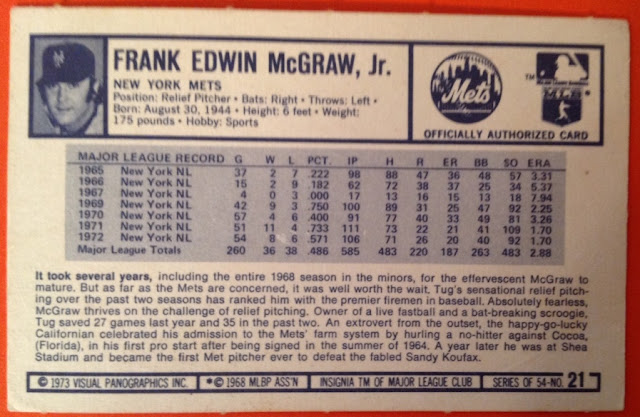 FRANK EDWIN McGRAW, Jr.
NEW YORK METS
Position: Relief Pitcher • Bats: Right • Throws: Left •
Born: August 30, 1944 • Height: 6 feet • Weight:
175 pounds • Hobby: Sports
Mets
TM
OFFICIALLY AUTHORIZED CARD
MAJOR LEAGUE RECORD G W L PCT. IP H R ER BB SO ERA
1965 New York NL 37 2 7 .222 98 88 47 36 48 57 3.31
1966 New York NL 15 2 9 .182 62 72 38 37 25 34 5.37
1967 New York NL 4 0 3 .000 17 13 16 15 13 18 7.94
1969 New York NL 42 9 3 .750 100 89 31 25 47 92 2.25
1970 New York NL 57 4 6 .400 91 77 40 33 49 81 3.26
1971 New York NL 51 11 4 .733 111 73 22 21 41 109 1.70
1972 New York NL 54 8 6 .571 106 71 26 20 40 92 1.70
Major League Totals 260 36 38 .486 585 483 220 187 263 483 2.88
It took several years, including the entire 1968 season in the minors, for the effervescent McGraw to
mature. But as far as the Mets are concerned, it was well worth the wait. Tug's sensational relief pitch-
ing over the past two seasons has ranked him with the premier firemen in baseball. Absolutely fearless,
McGraw thrives on the challenge of relief pitching. Owner of a live fastball and a bat-breaking scroogie,
Tug saved 27 games last year and 35 in the past two. An extrovert from the outset, the happy-go-lucky
Californian celebrated his admission to the Mets' farm system by hurling a no-hitter against Cocoa,
(Florida), in his first pro start after being signed in the summer of 1964. A year later he was at Shea
Stadium and became the first Met pitcher ever to defeat the fabled Sandy Koufax.
© 1973 VISUAL PANOGRAPHICS INC. *© 1968 MLBP ASS'N INSIGNIA TM OF MAJOR LEAGUE CLUB SERIES OF 54-NO. 21